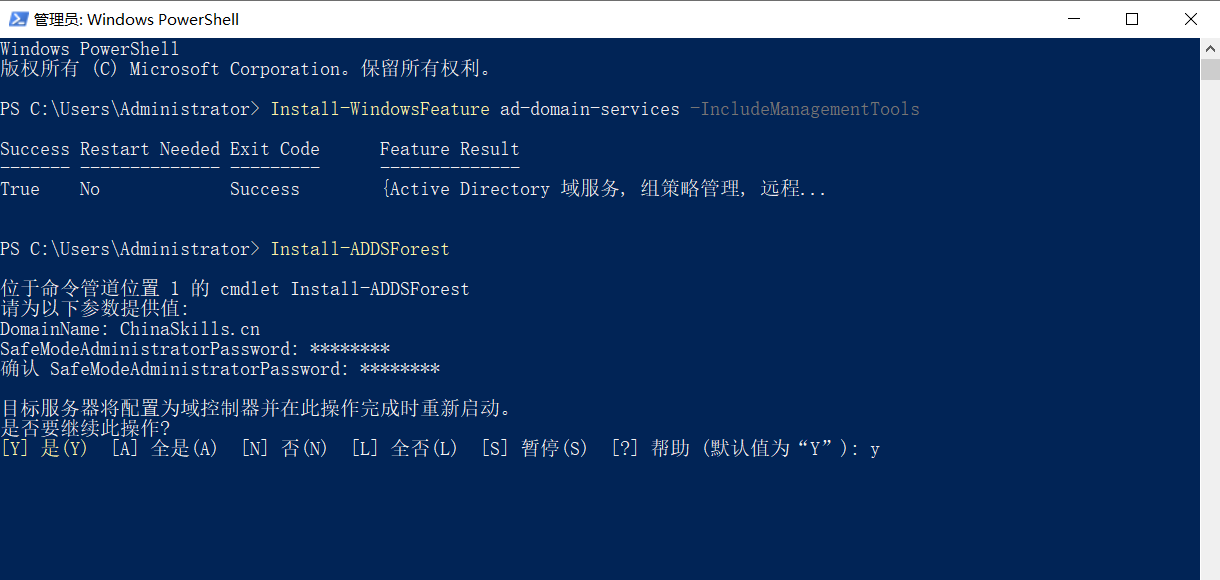 管理员: Windows PowerShell
Windows PowerShell
版权所有 (C) Microsoft Corporation。保留所有权利。
PS C:\Users\Administrator> Install-WindowsFeature ad-domain-services -IncludeManagementTools
Success Restart Needed Exit Code      Feature Result
------- -------------- ---------      --------------
True    No             Success        {Active Directory 域服务, 组策略管理, 远程...
PS C:\Users\Administrator> Install-ADDSForest
位于命令管道位置 1 的 cmdlet Install-ADDSForest
请为以下参数提供值:
DomainName: ChinaSkills.cn
SafeModeAdministratorPassword: ********
确认 SafeModeAdministratorPassword: ********
目标服务器将配置为域控制器并在此操作完成时重新启动。
是否要继续此操作?
[Y] 是(Y)  [A] 全是(A)  [N] 否(N)  [L] 全否(L)  [S] 暂停(S)  [?] 帮助 (默认值为“Y”): y